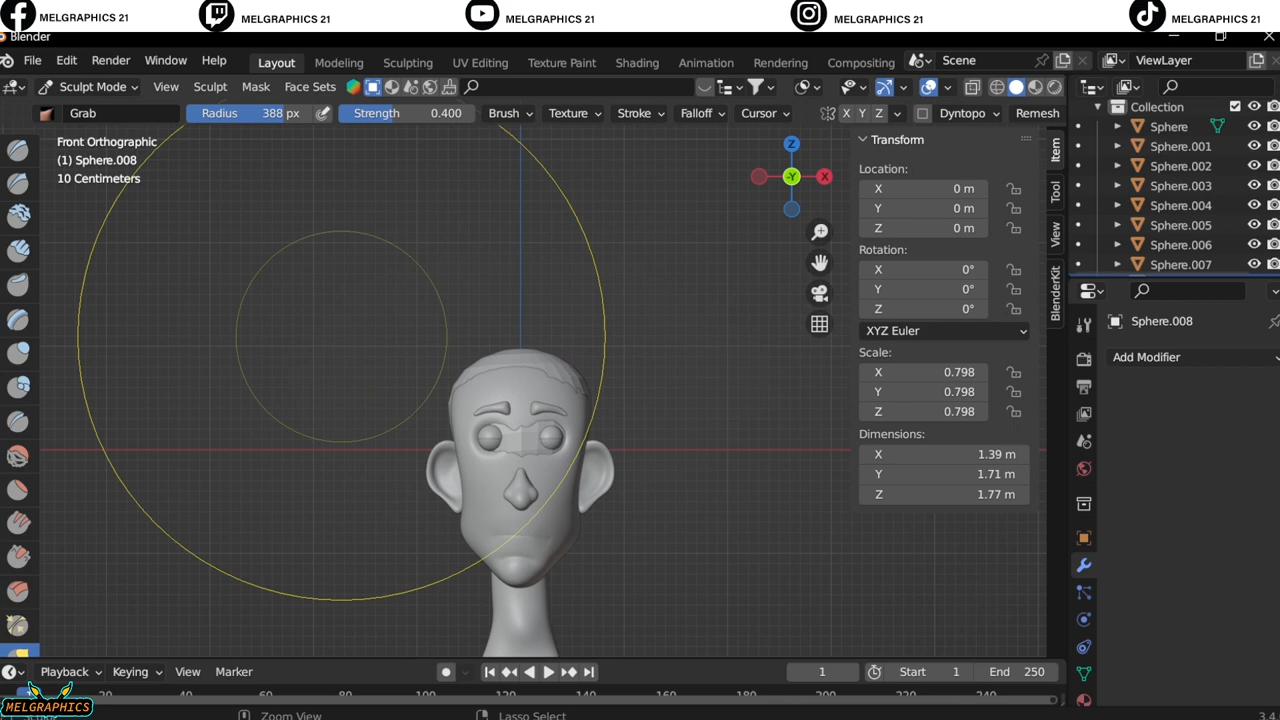 MELGRAPHICS 21
MELGRAPHICS 21
MELGRAPHICS 21
MELGRAPHICS 21
MELGRAPHICS 21
Blender
File Edit Render Window Help Layout Modeling Sculpting UV Editing Texture Paint Shading Animation Rendering Compositing Scene ViewLayer
Sculpt Mode View Sculpt Mask Face Sets
Grab Radius 388 px Strength 0.400 Brush Texture Stroke Falloff Cursor X Y Z Dyntopo Remesh
Front Orthographic
(1) Sphere.008
10 Centimeters
Z
-Y
X
Transform
Location:
X 0 m
Y 0 m
Z 0 m
Rotation:
X 0°
Y 0°
Z 0°
XYZ Euler
Scale:
X 0.798
Y 0.798
Z 0.798
Dimensions:
X 1.39 m
Y 1.71 m
Z 1.77 m
Item
Tool
View
BlenderKit
Collection
Sphere
Sphere.001
Sphere.002
Sphere.003
Sphere.004
Sphere.005
Sphere.006
Sphere.007
Sphere.008
Add Modifier
Playback Keying View Marker 1 Start 1 End 250
20 60 80 100 120 140 180 200 220 240
MELGRAPHICS
Zoom View Lasso Select 3.4